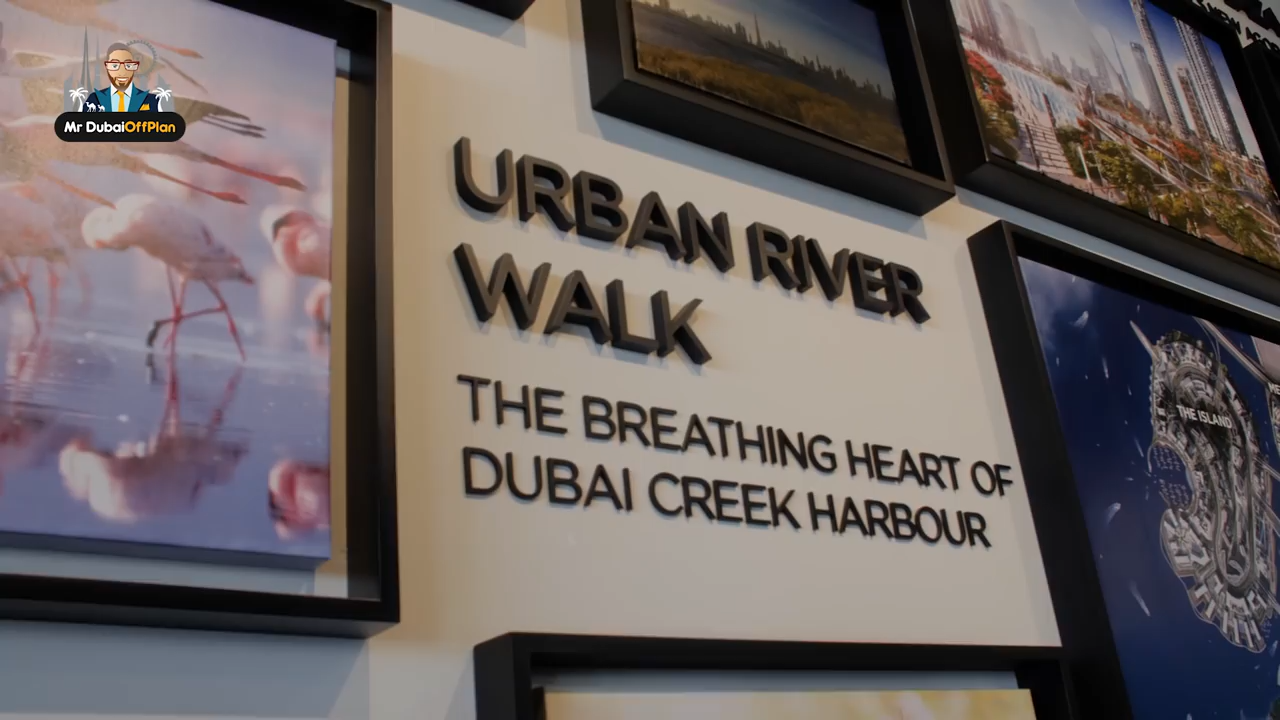 Mr DubaiOffPlan
URBAN RIVER
WALK
THE BREATHING HEART OF
DUBAI CREEK HARBOUR
THE ISLAND